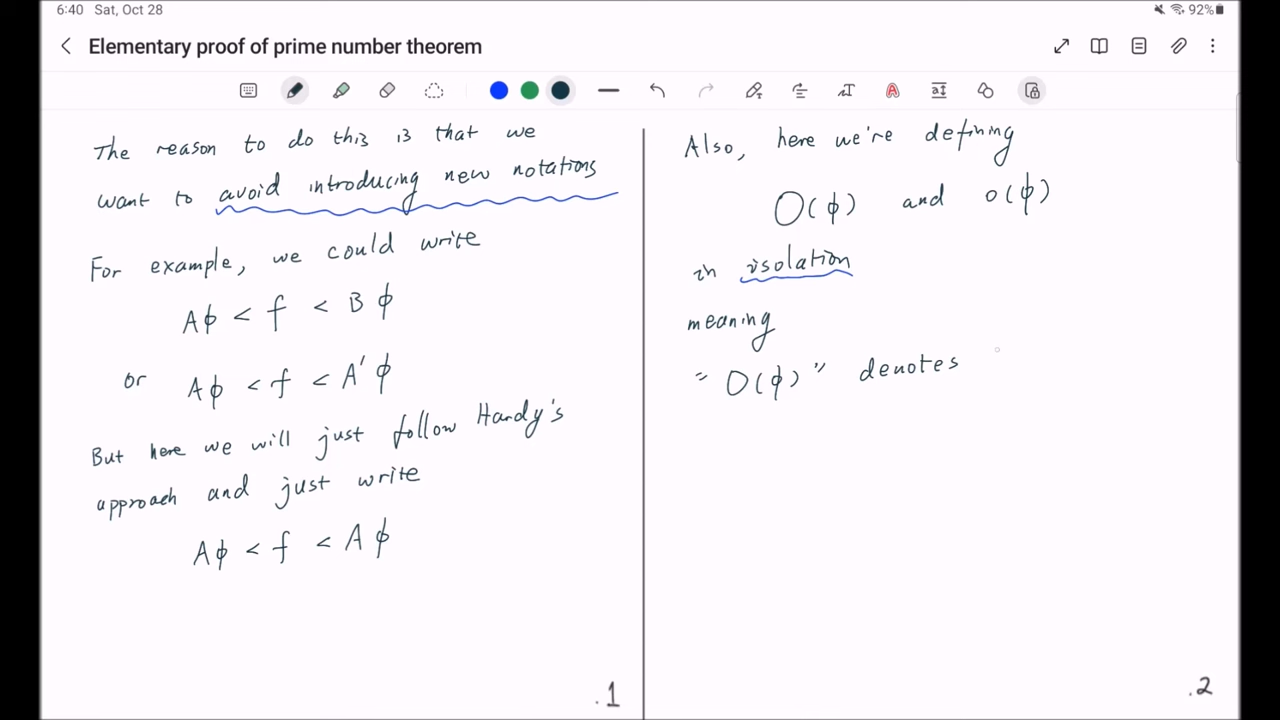 6:40 Sat, Oct 28
92%
Elementary proof of prime number theorem
The reason to do this is that we
want to avoid introducing new notations
For example, we could write
Aϕ < f < B ϕ
or Aϕ < f < A' ϕ
But here we will just follow Hardy's
approach and just write
Aϕ < f < A ϕ
.1
Also, here we're defining
O(ϕ) and o(ϕ)
in isolation
meaning
"O(ϕ)" denotes
.2